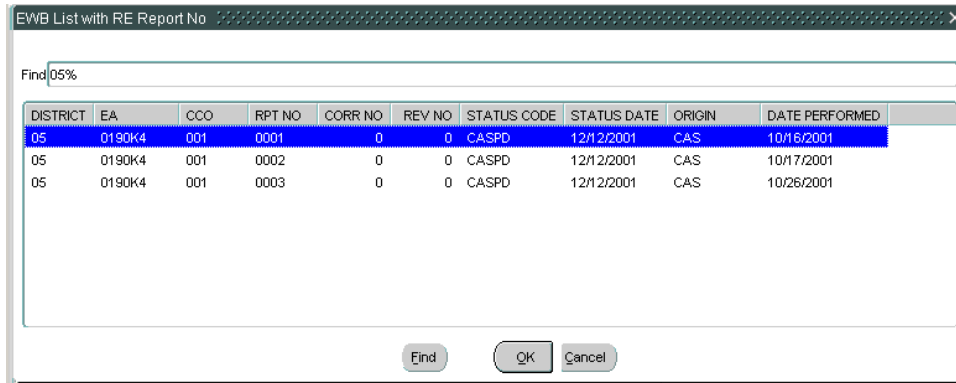 EWB List with RE Report No
Find 05%
DISTRICT EA CCO RPT NO CORR NO REV NO STATUS CODE STATUS DATE ORIGIN DATE PERFORMED
05 0190K4 001 0001 0 0 CASPD 12/12/2001 CAS 10/16/2001
05 0190K4 001 0002 0 0 CASPD 12/12/2001 CAS 10/17/2001
05 0190K4 001 0003 0 0 CASPD 12/12/2001 CAS 10/26/2001
Find OK Cancel